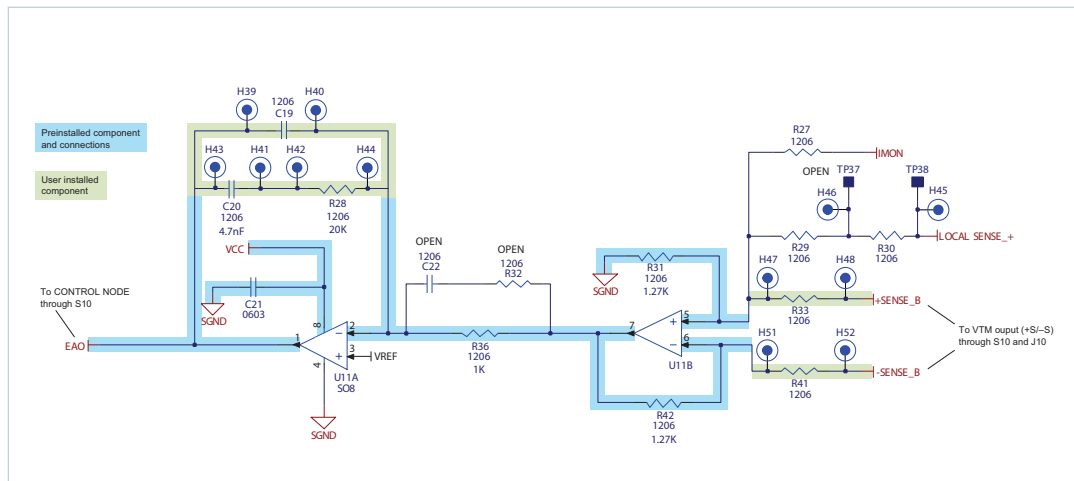 H39
H40
1206
C19
Preinstalled component
and connections
H43
H41
H42
H44
User installed
component
C20
1206
4.7nF
R28
1206
20K
VCC
SGND
C21
0603
To CONTROL NODE
through S10
EAO
1
8
4
2
3
VREF
U11A
SO8
SGND
OPEN
1206
C22
OPEN
1206
R32
R36
1206
1K
SGND
R31
1206
1.27K
7
5
6
U11B
R42
1206
1.27K
R27
1206
IMON
OPEN
TP37
TP38
H46
H45
R29
1206
R30
1206
LOCAL SENSE_+
H47
H48
R33
1206
+SENSE_B
H51
H52
R41
1206
-SENSE_B
To VTM ouput (+S/–S)
through S10 and J10